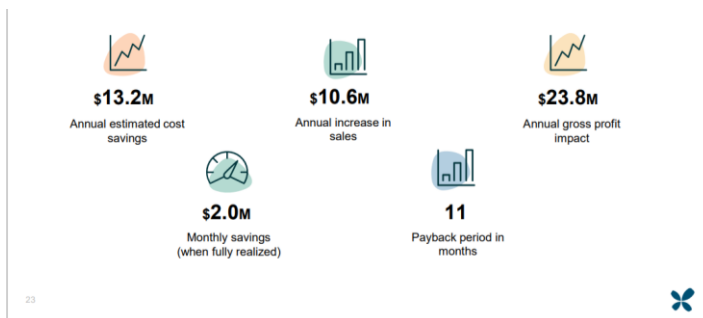 $13.2M
Annual estimated cost
savings
$10.6M
Annual increase in
sales
$23.8M
Annual gross profit
impact
$2.0M
Monthly savings
(when fully realized)
11
Payback period in
months
23